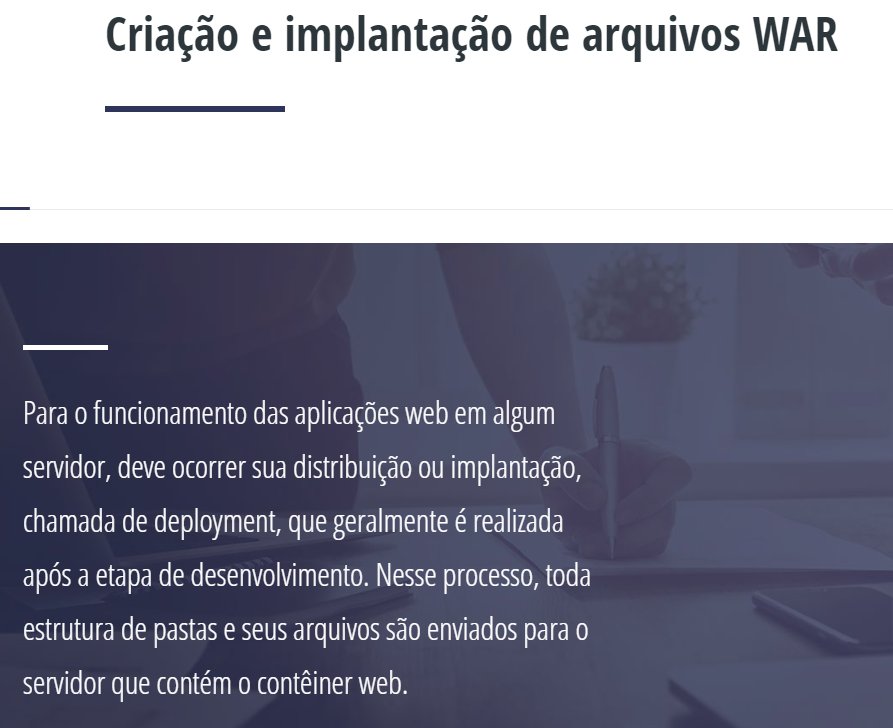 Criação e implantação de arquivos WAR
Para o funcionamento das aplicações web em algum
servidor, deve ocorrer sua distribuição ou implantação,
chamada de deployment, que geralmente é realizada
após a etapa de desenvolvimento. Nesse processo, toda
estrutura de pastas e seus arquivos são enviados para o
servidor que contém o contêiner web.